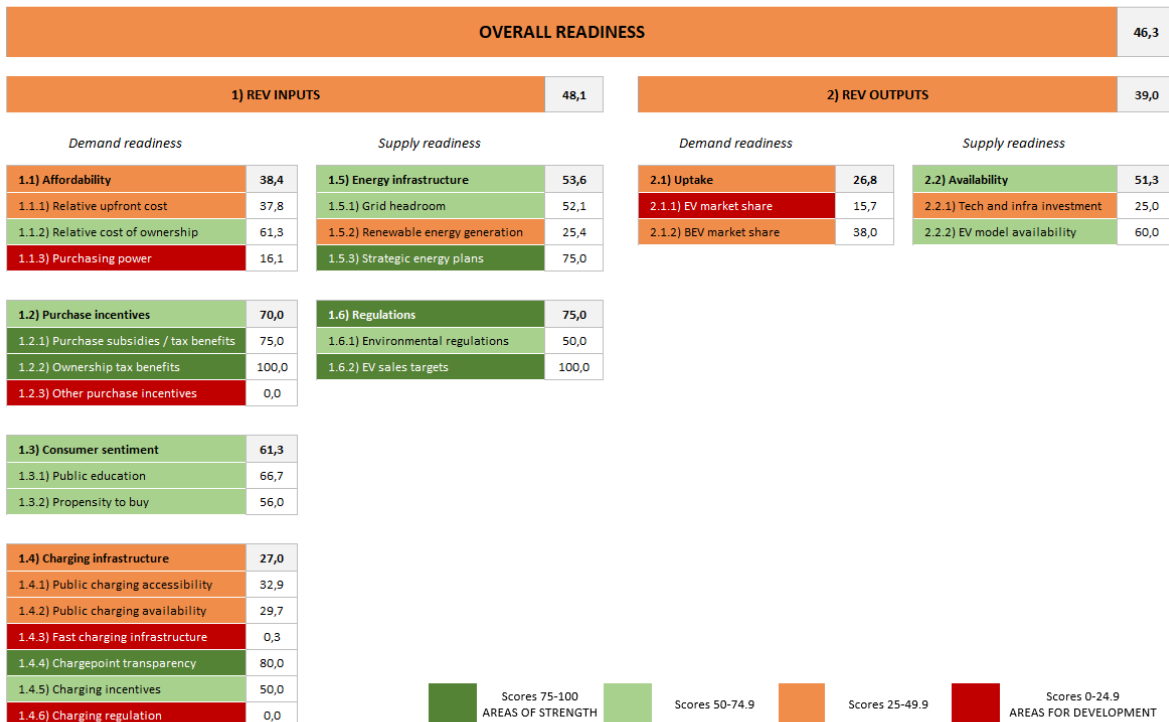 OVERALL READINESS 46,3
1) REV INPUTS 48,1
2) REV OUTPUTS 39,0
Demand readiness
Supply readiness
Demand readiness
Supply readiness
1.1) Affordability 38,4
1.1.1) Relative upfront cost 37,8
1.1.2) Relative cost of ownership 61,3
1.1.3) Purchasing power 16,1
1.5) Energy infrastructure 53,6
1.5.1) Grid headroom 52,1
1.5.2) Renewable energy generation 25,4
1.5.3) Strategic energy plans 75,0
2.1) Uptake 26,8
2.1.1) EV market share 15,7
2.1.2) BEV market share 38,0
2.2) Availability 51,3
2.2.1) Tech and infra investment 25,0
2.2.2) EV model availability 60,0
1.2) Purchase incentives 70,0
1.2.1) Purchase subsidies / tax benefits 75,0
1.2.2) Ownership tax benefits 100,0
1.2.3) Other purchase incentives 0,0
1.6) Regulations 75,0
1.6.1) Environmental regulations 50,0
1.6.2) EV sales targets 100,0
1.3) Consumer sentiment 61,3
1.3.1) Public education 66,7
1.3.2) Propensity to buy 56,0
1.4) Charging infrastructure 27,0
1.4.1) Public charging accessibility 32,9
1.4.2) Public charging availability 29,7
1.4.3) Fast charging infrastructure 0,3
1.4.4) Chargepoint transparency 80,0
1.4.5) Charging incentives 50,0
1.4.6) Charging regulation 0,0
Scores 75-100
AREAS OF STRENGTH
Scores 50-74.9
Scores 25-49.9
Scores 0-24.9
AREAS FOR DEVELOPMENT